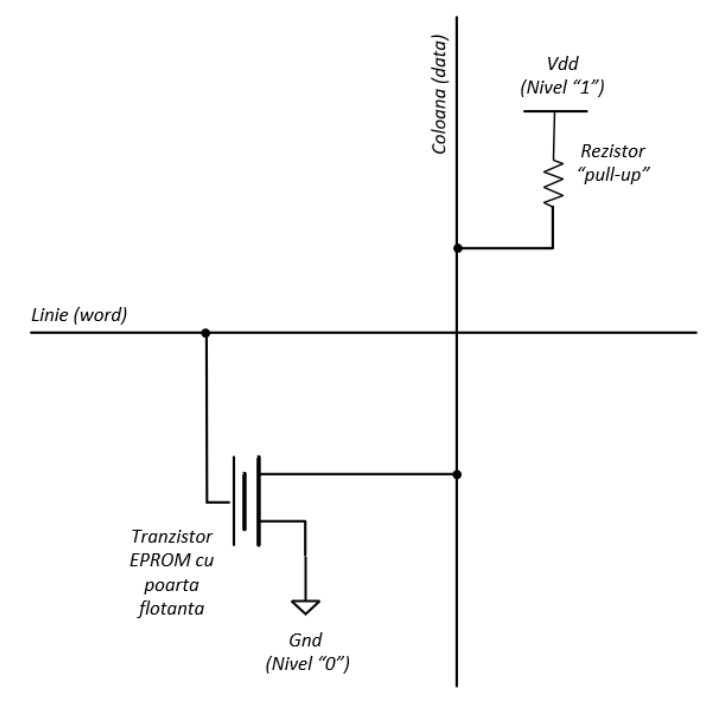 Coloana (data)
Vdd
(Nivel “1”)
Rezistor
“pull-up”
Linie (word)
Tranzistor
EPROM cu
poarta
flotanta
Gnd
(Nivel “0”)